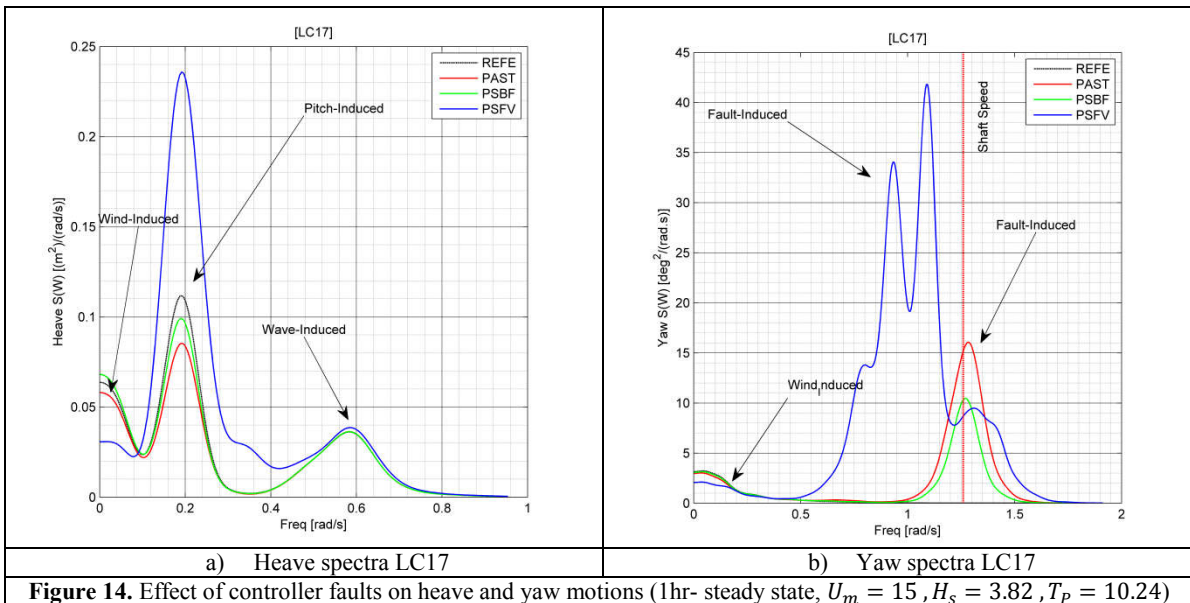 [LC17]
0.25
0.2
0.15
0.1
0.05
0
0
0.2
0.4
0.6
0.8
1
Heave S(W) [(m²)/(rad/s)]
Freq [rad/s]
REFE
PAST
PSBF
PSFV
Pitch-Induced
Wind-Induced
Wave-Induced
[LC17]
45
40
35
30
25
20
15
10
5
0
0
0.5
1
1.5
2
Yaw S(W) [deg²/(rad.s)]
Freq [rad/s]
REFE
PAST
PSBF
PSFV
Shaft Speed
Fault-Induced
Fault-Induced
Wind_Induced
a) Heave spectra LC17
b) Yaw spectra LC17
Figure 14. Effect of controller faults on heave and yaw motions (1hr- steady state, U_m = 15 , H_s = 3.82 , T_P = 10.24)